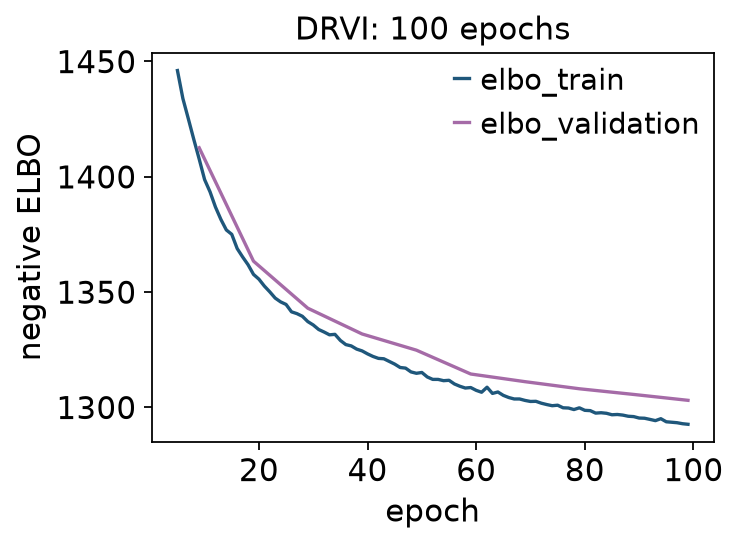 DRVI: 100 epochs
1450
1400
1350
1300
negative ELBO
elbo_train
elbo_validation
20 40 60 80 100
epoch